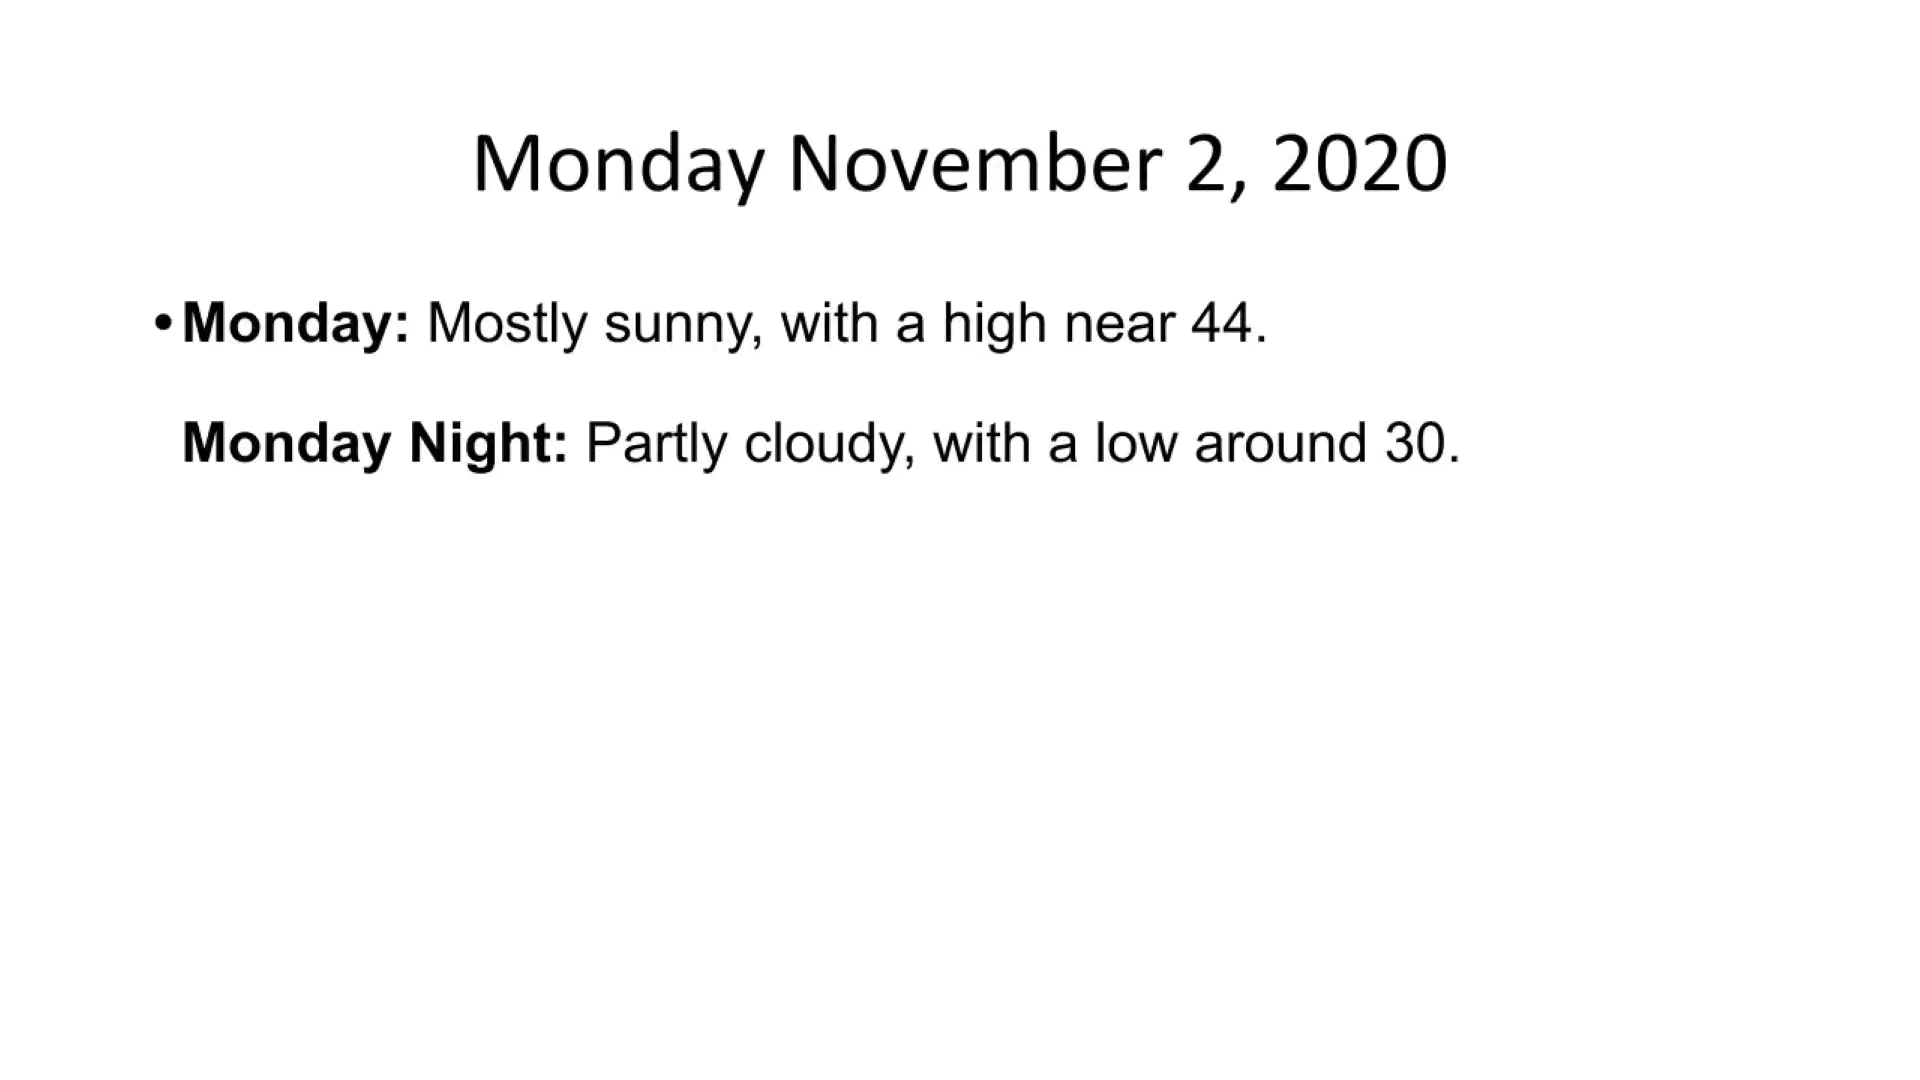 Monday November 2, 2020
• Monday: Mostly sunny, with a high near 44.
Monday Night: Partly cloudy, with a low around 30.